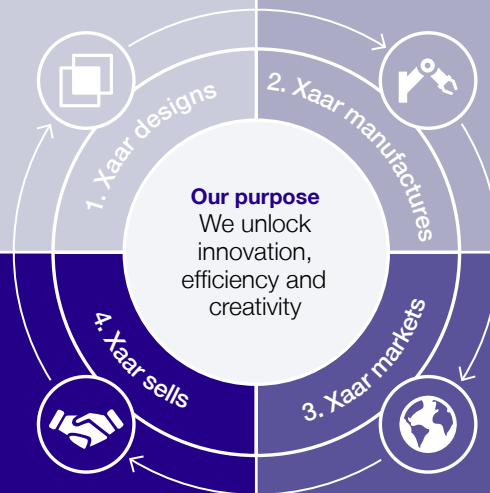 1. Xaar designs
2. Xaar manufactures
Our purpose
We unlock
innovation,
efficiency and
creativity
4. Xaar sells
3. Xaar markets